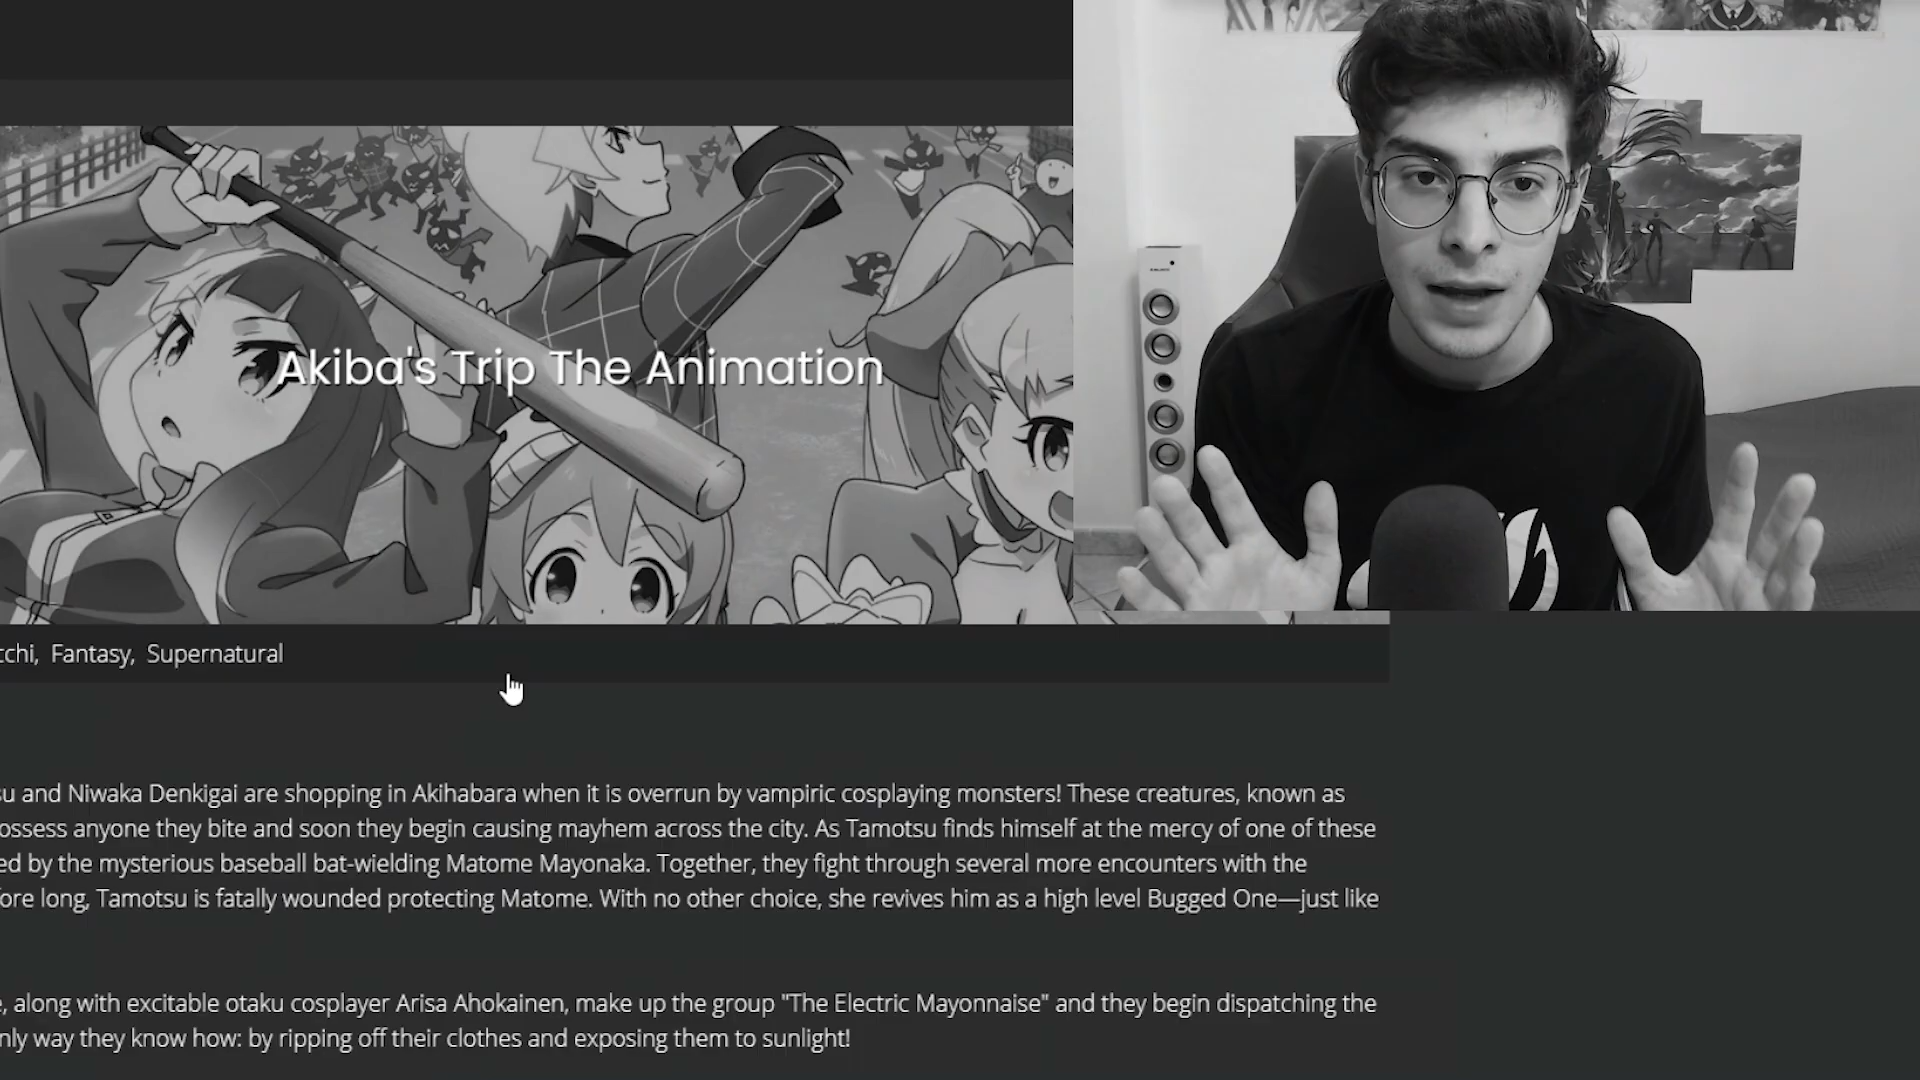 Akiba's Trip The Animation
Fantasy, Supernatural
and Niwaka Denkigai are shopping in Akihabara when it is overrun by vampiric cosplaying monsters! These creatures, known as
possess anyone they bite and soon they begin causing mayhem across the city. As Tamotsu finds himself at the mercy of one of these
by the mysterious baseball bat-wielding Matome Mayonaka. Together, they fight through several more encounters with the
long, Tamotsu is fatally wounded protecting Matome. With no other choice, she revives him as a high level Bugged One—just like
along with excitable otaku cosplayer Arisa Ahokainen, make up the group "The Electric Mayonnaise" and they begin dispatching the
way they know how: by ripping off their clothes and exposing them to sunlight!